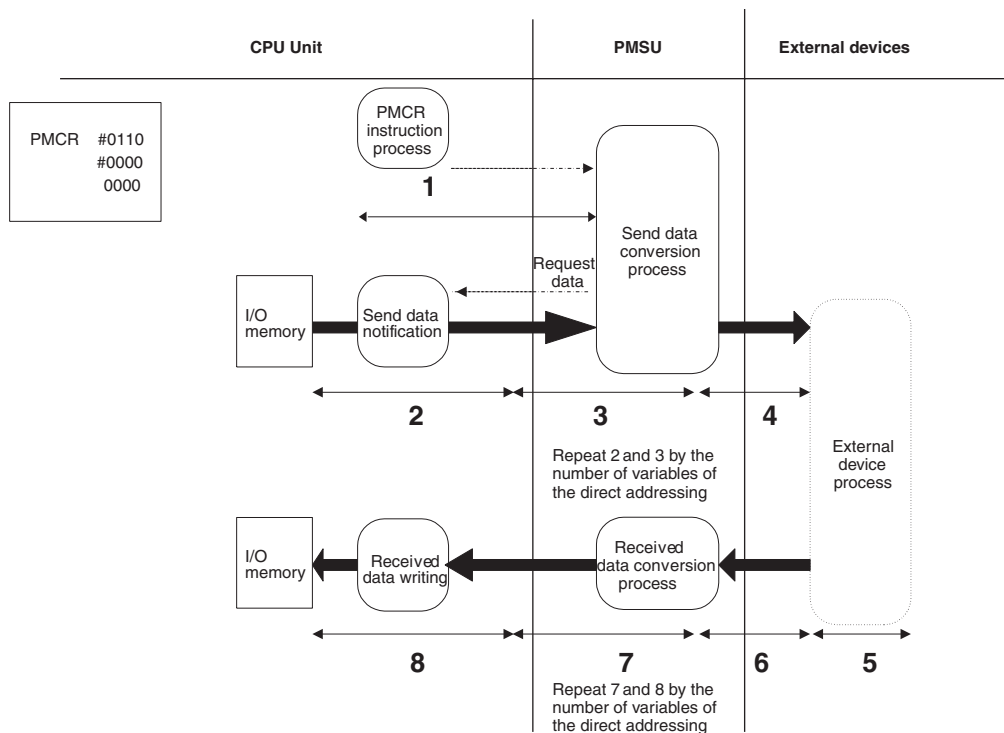 CPU Unit
PMSU
External devices
PMCR #0110
#0000
0000
PMCR
instruction
process
1
Send data
conversion
process
Request
data
I/O
memory
Send data
notification
2
3
4
Repeat 2 and 3 by the
number of variables of
the direct addressing
External
device
process
I/O
memory
Received
data writing
Received
data conversion
process
8
7
6
5
Repeat 7 and 8 by the
number of variables of
the direct addressing